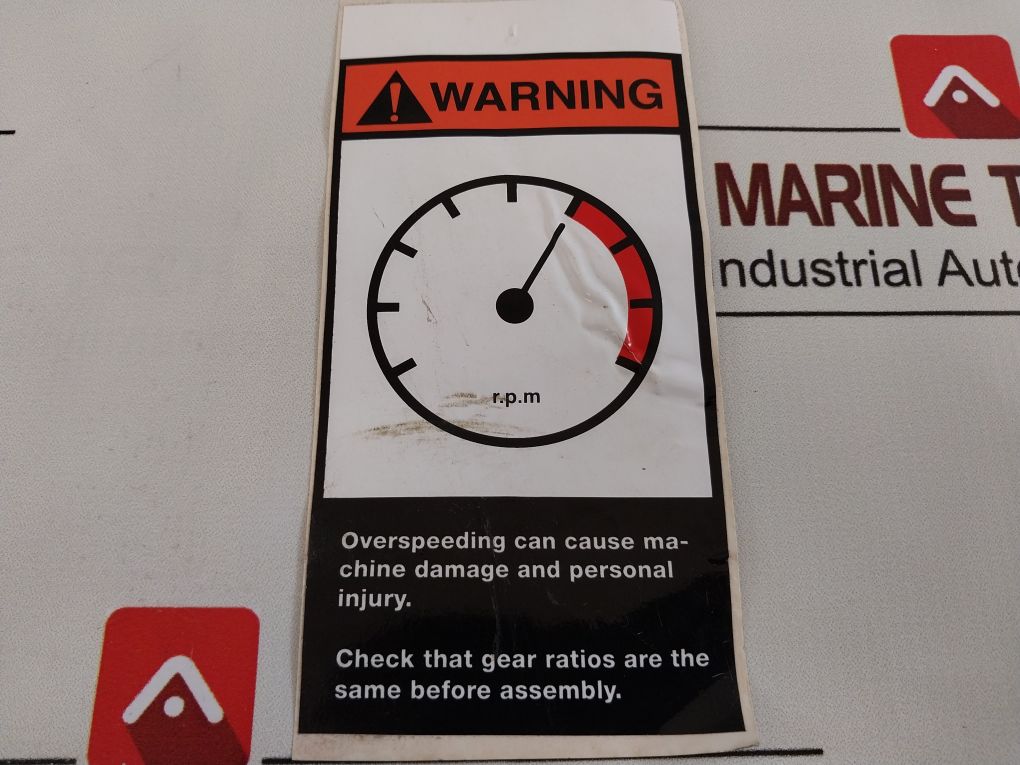 WARNING
r.p.m
Overspeeding can cause ma-
chine damage and personal
injury.
Check that gear ratios are the
same before assembly.
MARINE T
ndustrial Auto